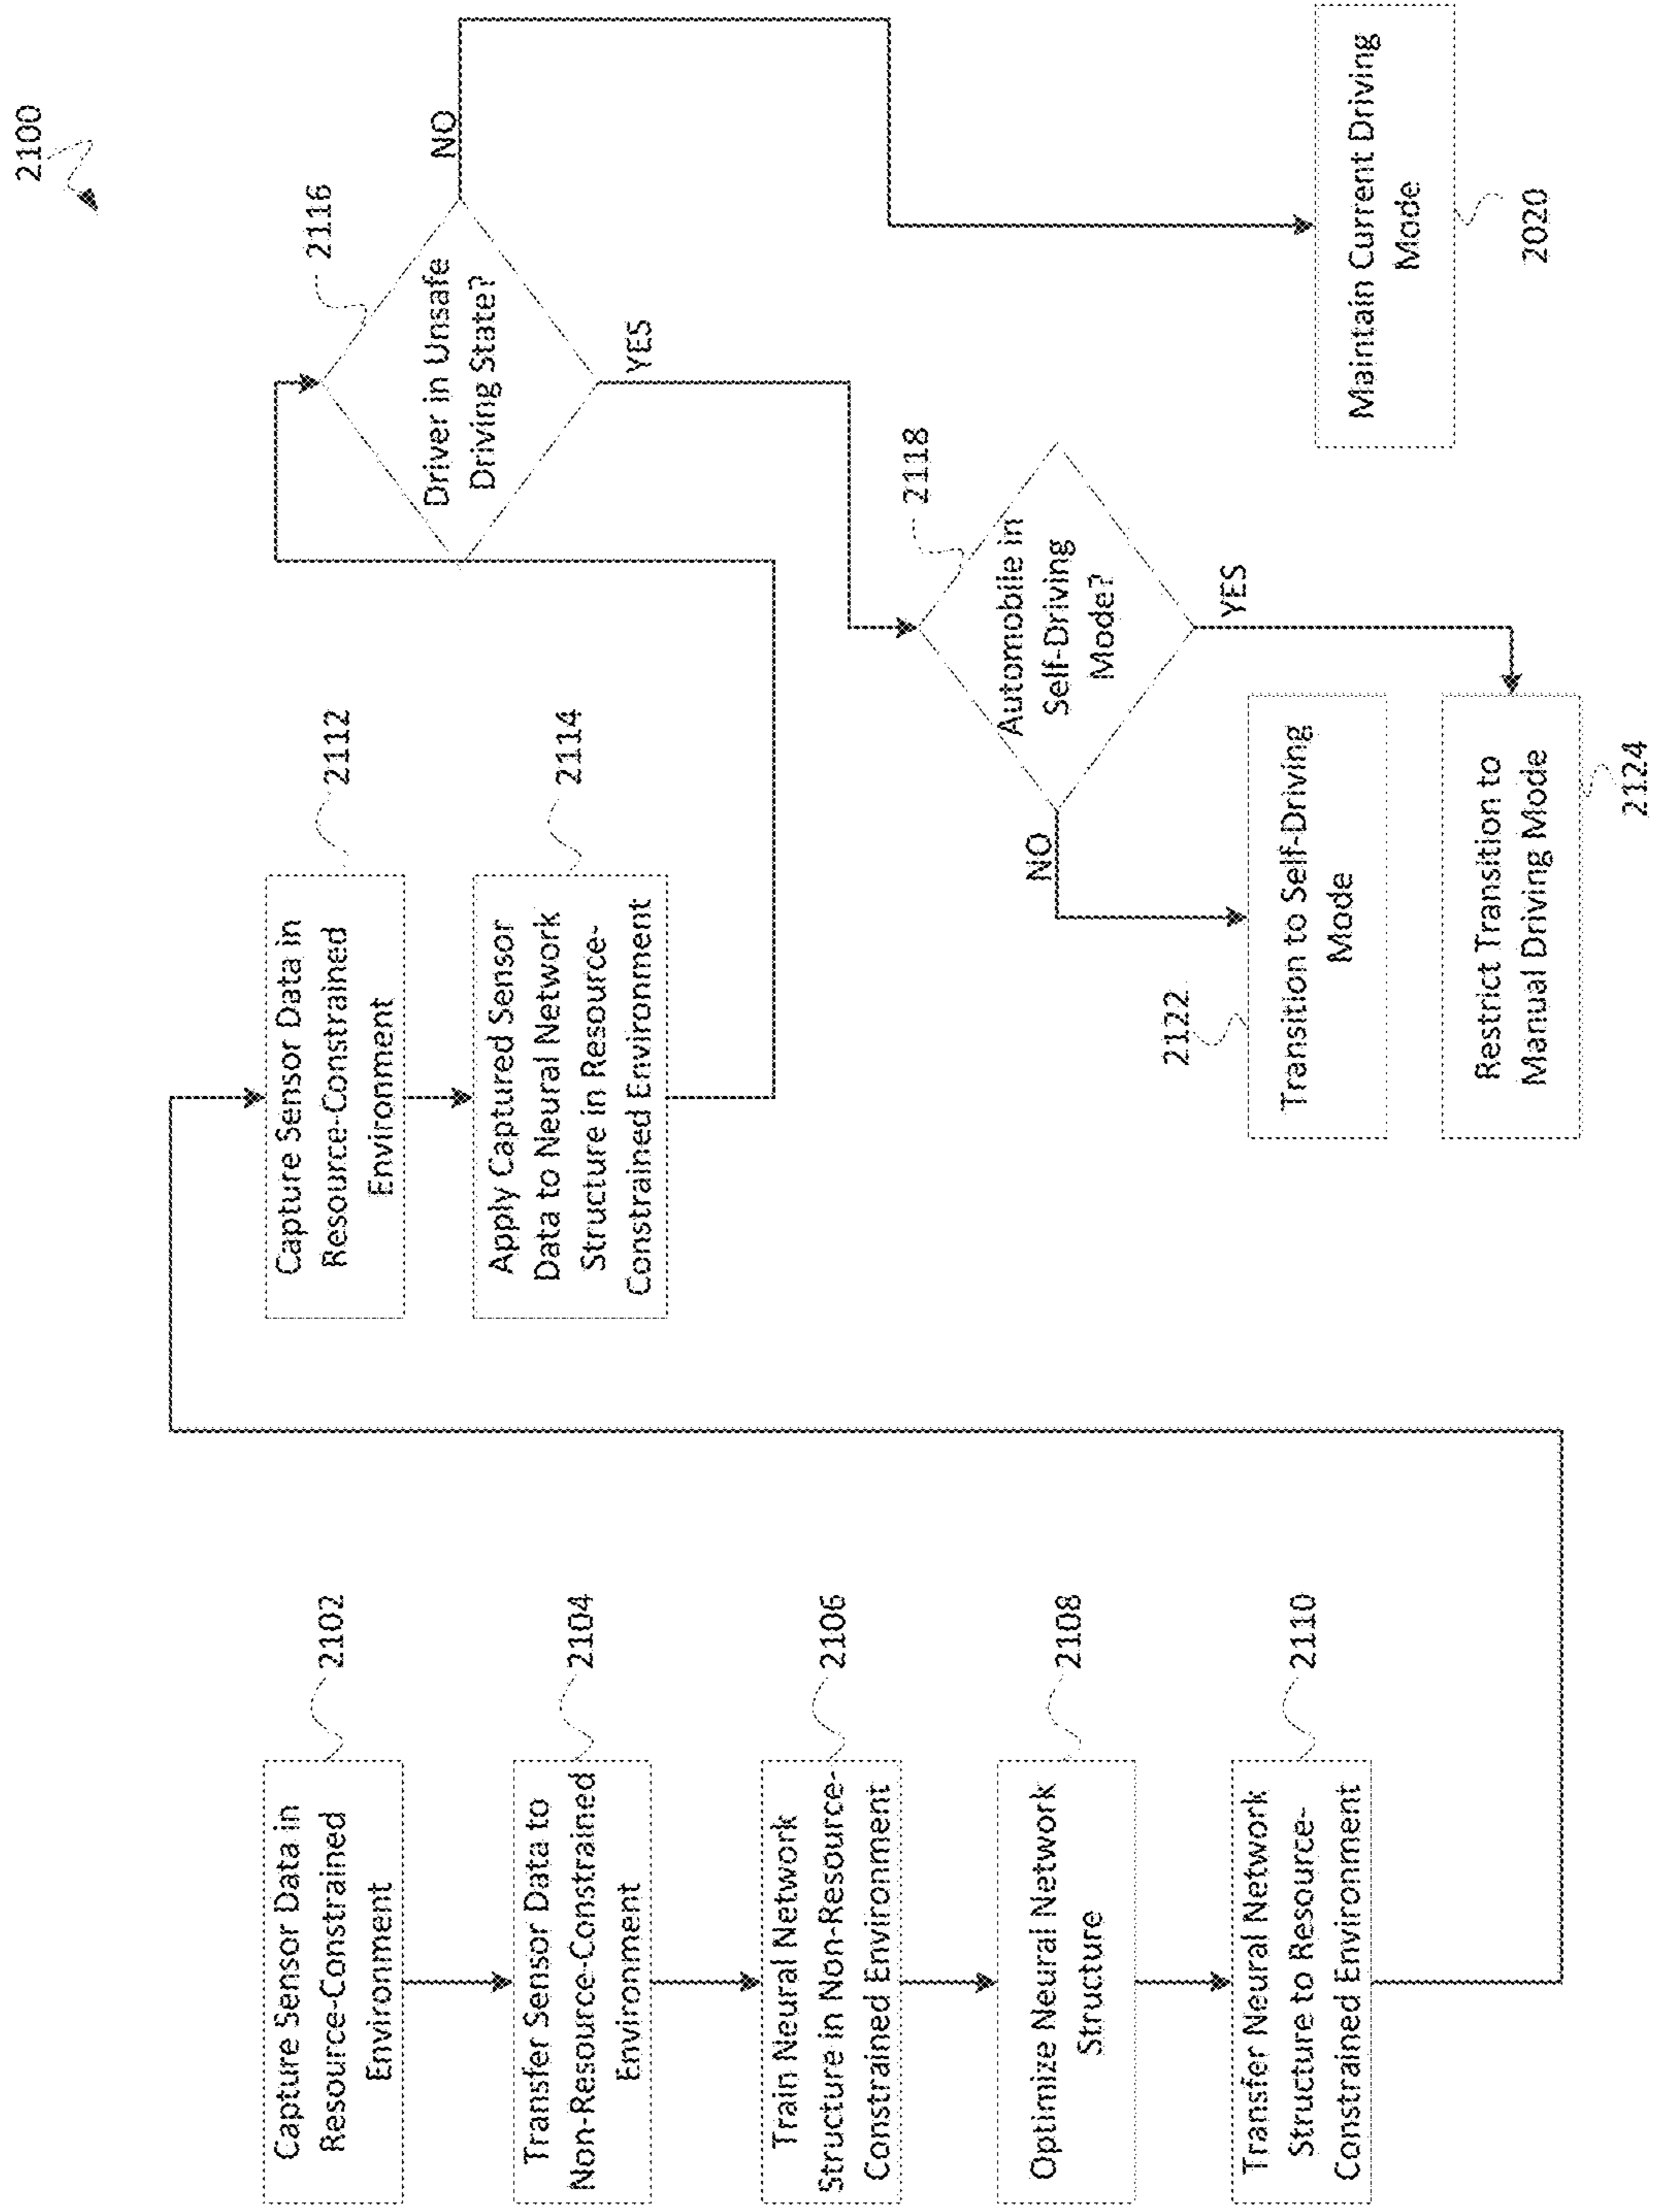 2100
Capture Sensor Data in
Resource-Constrained
Environment
2102
Transfer Sensor Data to
Non-Resource-Constrained
Environment
2104
Train Neural Network
Structure in Non-Resource-
Constrained Environment
2106
Optimize Neural Network
Structure
2108
Transfer Neural Network
Structure to Resource-
Constrained Environment
2110
Capture Sensor Data in
Resource-Constrained
Environment
2112
Apply Captured Sensor
Data to Neural Network
Structure in Resource-
Constrained Environment
2114
Driver in Unsafe
Driving State?
2116
NO
YES
Automobile in
Self-Driving
Mode?
2118
NO
YES
2122
Transition to Self-Driving
Mode
Restrict Transition to
Manual Driving Mode
2124
Maintain Current Driving
Mode
2020